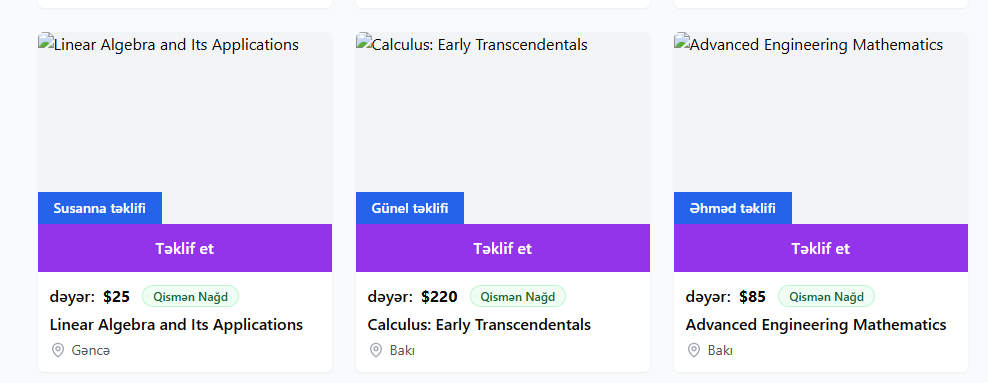 Linear Algebra and Its Applications
Calculus: Early Transcendentals
Advanced Engineering Mathematics
Susanna təklifi
Günel təklifi
Əhməd təklifi
Təklif et
Təklif et
Təklif et
dəyər: $25 Qismən Nağd
dəyər: $220 Qismən Nağd
dəyər: $85 Qismən Nağd
Linear Algebra and Its Applications
Calculus: Early Transcendentals
Advanced Engineering Mathematics
Gəncə
Bakı
Bakı